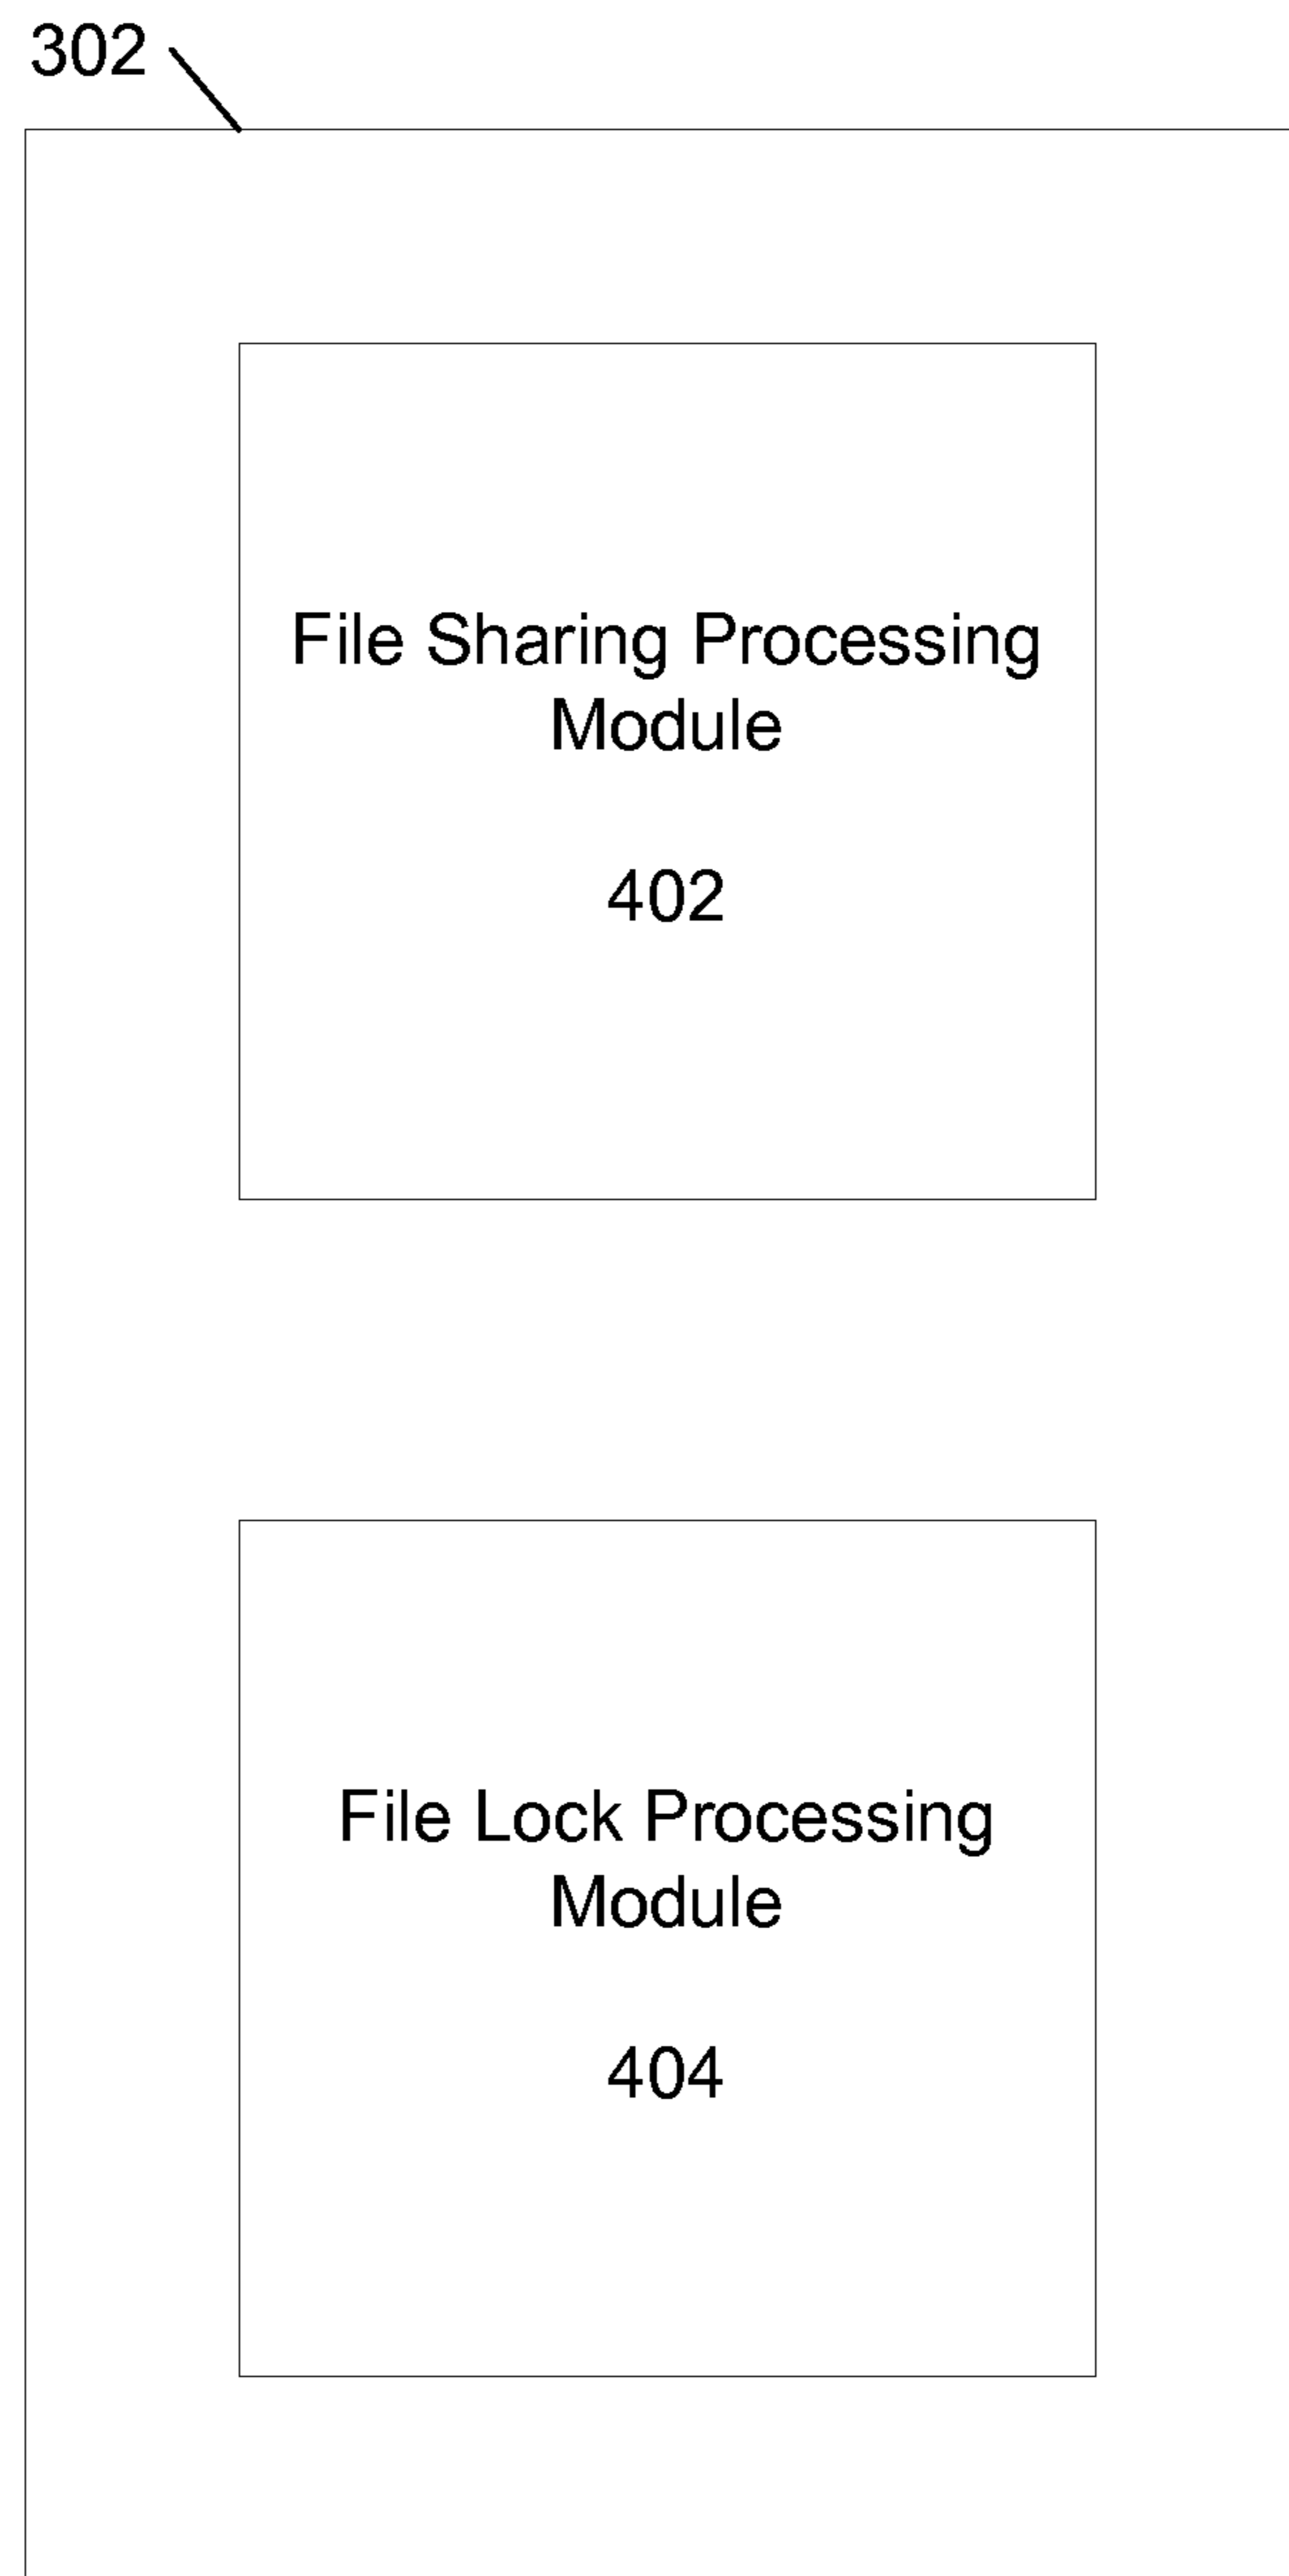 302
File Sharing Processing
Module
402
File Lock Processing
Module
404